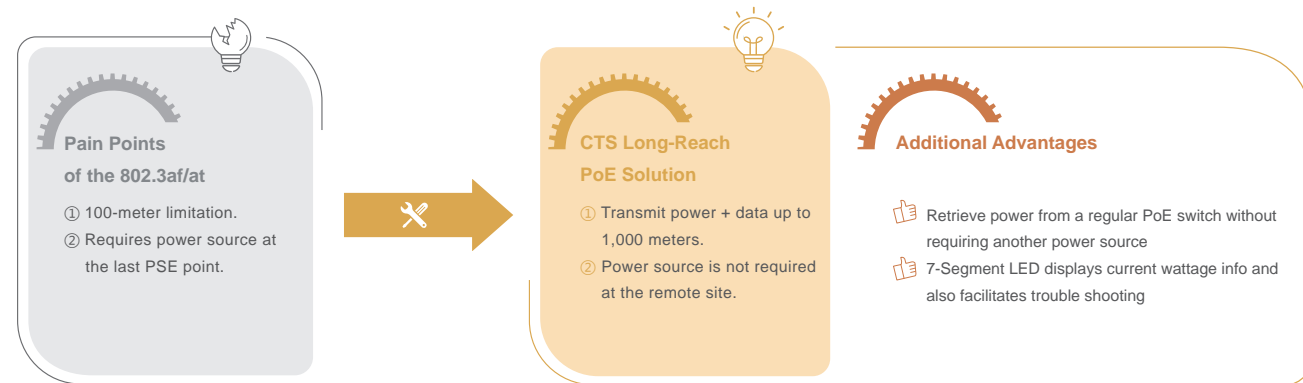 Pain Points
of the 802.3af/at
① 100-meter limitation.
② Requires power source at
the last PSE point.
CTS Long-Reach
PoE Solution
① Transmit power + data up to
1,000 meters.
② Power source is not required
at the remote site.
Additional Advantages
Retrieve power from a regular PoE switch without
requiring another power source
7-Segment LED displays current wattage info and
also facilitates trouble shooting